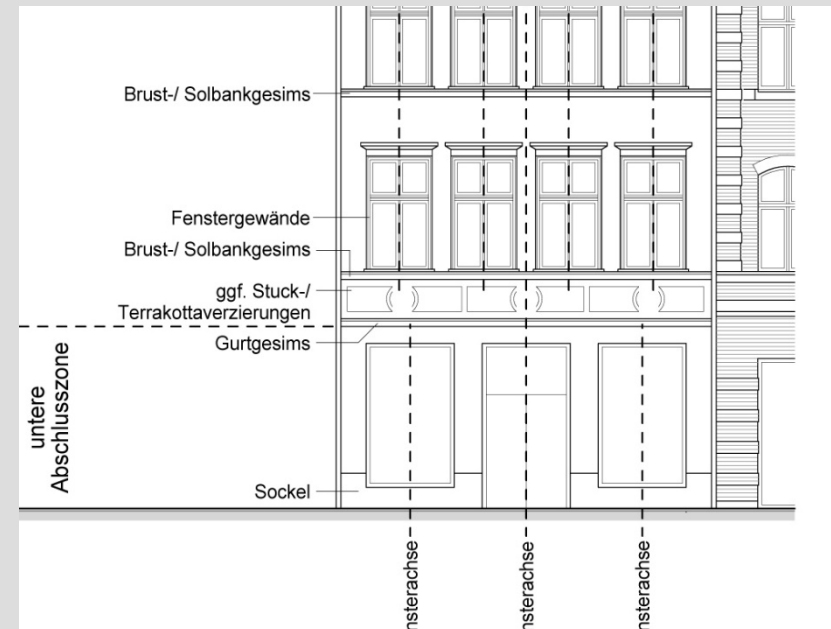 Brust-/ Solbankgesims
Fenstergewände
Brust-/ Solbankgesims
ggf. Stuck-/
Terrakottaverzierungen
Gurtgesims
untere
Abschlusszone
Sockel
nsterachse
nsterachse
nsterachse